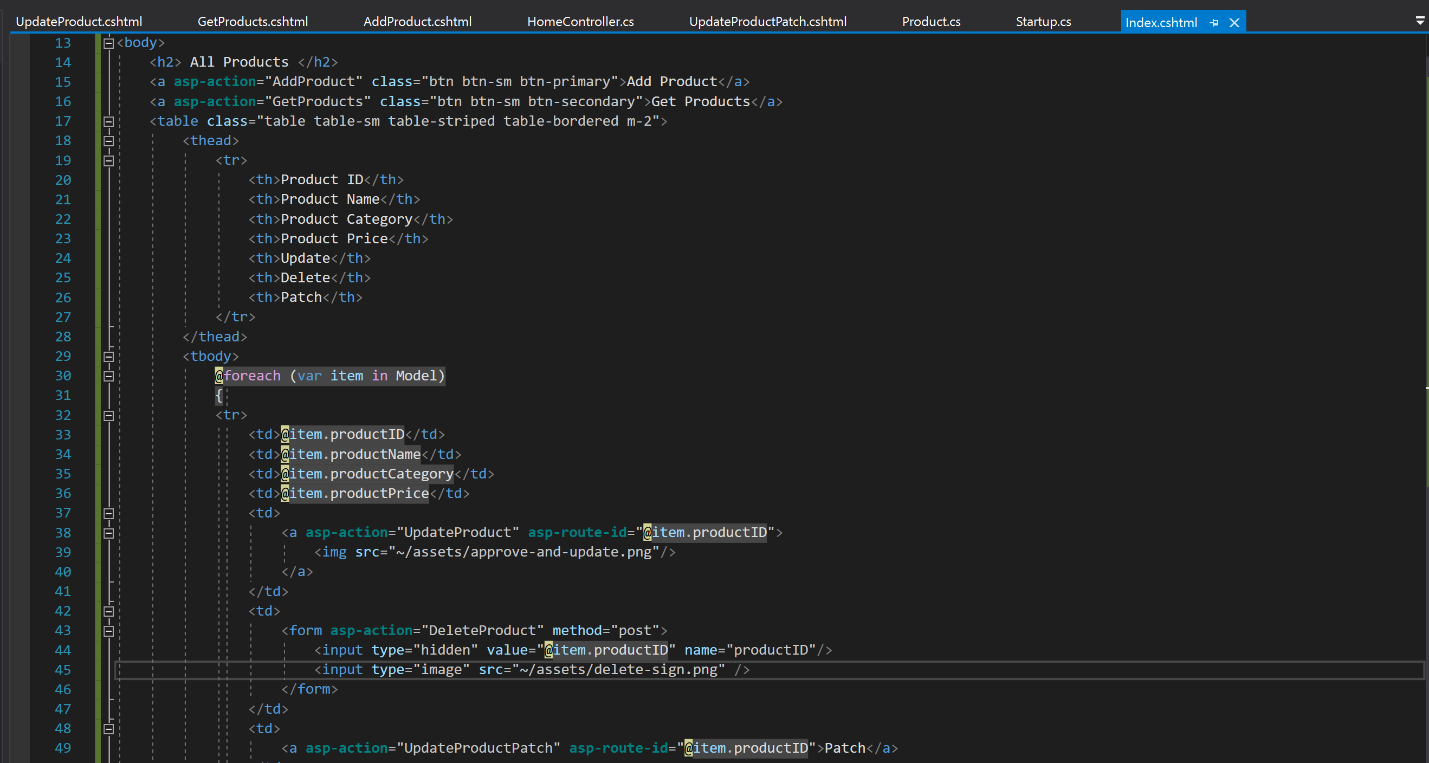 UpdateProduct.cshtml GetProducts.cshtml AddProduct.cshtml HomeController.cs UpdateProductPatch.cshtml Product.cs Startup.cs Index.cshtml
13 <body>
14 <h2> All Products </h2>
15 <a asp-action="AddProduct" class="btn btn-sm btn-primary">Add Product</a>
16 <a asp-action="GetProducts" class="btn btn-sm btn-secondary">Get Products</a>
17 <table class="table table-sm table-striped table-bordered m-2">
18 <thead>
19 <tr>
20 <th>Product ID</th>
21 <th>Product Name</th>
22 <th>Product Category</th>
23 <th>Product Price</th>
24 <th>Update</th>
25 <th>Delete</th>
26 <th>Patch</th>
27 </tr>
28 </thead>
29 <tbody>
30 @foreach (var item in Model)
31 {
32 <tr>
33 <td>@item.productID</td>
34 <td>@item.productName</td>
35 <td>@item.productCategory</td>
36 <td>@item.productPrice</td>
37 <td>
38 <a asp-action="UpdateProduct" asp-route-id="@item.productID">
39 <img src="~/assets/approve-and-update.png"/>
40 </a>
41 </td>
42 <td>
43 <form asp-action="DeleteProduct" method="post">
44 <input type="hidden" value="@item.productID" name="productID"/>
45 <input type="image" src="~/assets/delete-sign.png" />
46 </form>
47 </td>
48 <td>
49 <a asp-action="UpdateProductPatch" asp-route-id="@item.productID">Patch</a>